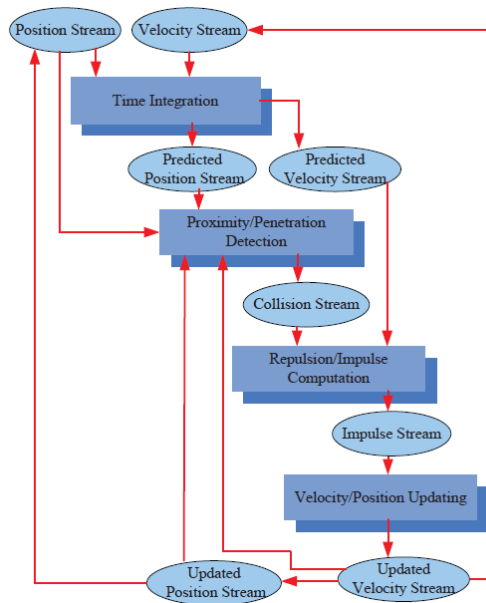 Position Stream
Velocity Stream
Time Integration
Predicted
Position Stream
Predicted
Velocity Stream
Proximity/Penetration
Detection
Collision Stream
Repulsion/Impulse
Computation
Impulse Stream
Velocity/Position Updating
Updated
Position Stream
Updated
Velocity Stream